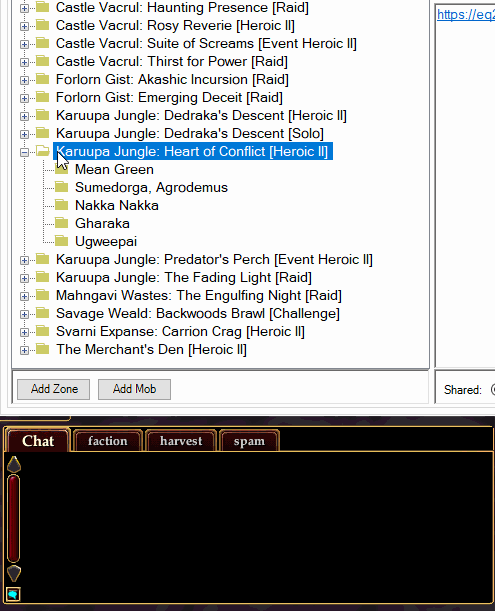 Castle Vacrul: Haunting Presence [Raid]
Castle Vacrul: Rosy Reverie [Heroic II]
Castle Vacrul: Suite of Screams [Event Heroic II]
Castle Vacrul: Thirst for Power [Raid]
Forlorn Gist: Akashic Incursion [Raid]
Forlorn Gist: Emerging Deceit [Raid]
Karuupa Jungle: Dedraka's Descent [Heroic II]
Karuupa Jungle: Dedraka's Descent [Solo]
Karuupa Jungle: Heart of Conflict [Heroic II]
Mean Green
Sumedorga, Agrodemus
Nakka Nakka
Gharaka
Ugweepai
Karuupa Jungle: Predator's Perch [Event Heroic II]
Karuupa Jungle: The Fading Light [Raid]
Mahngavi Wastes: The Engulfing Night [Raid]
Savage Weald: Backwoods Brawl [Challenge]
Svarni Expanse: Carrion Crag [Heroic II]
The Merchant's Den [Heroic II]
https://eq2
Add Zone
Add Mob
Shared:
Chat
faction
harvest
spam